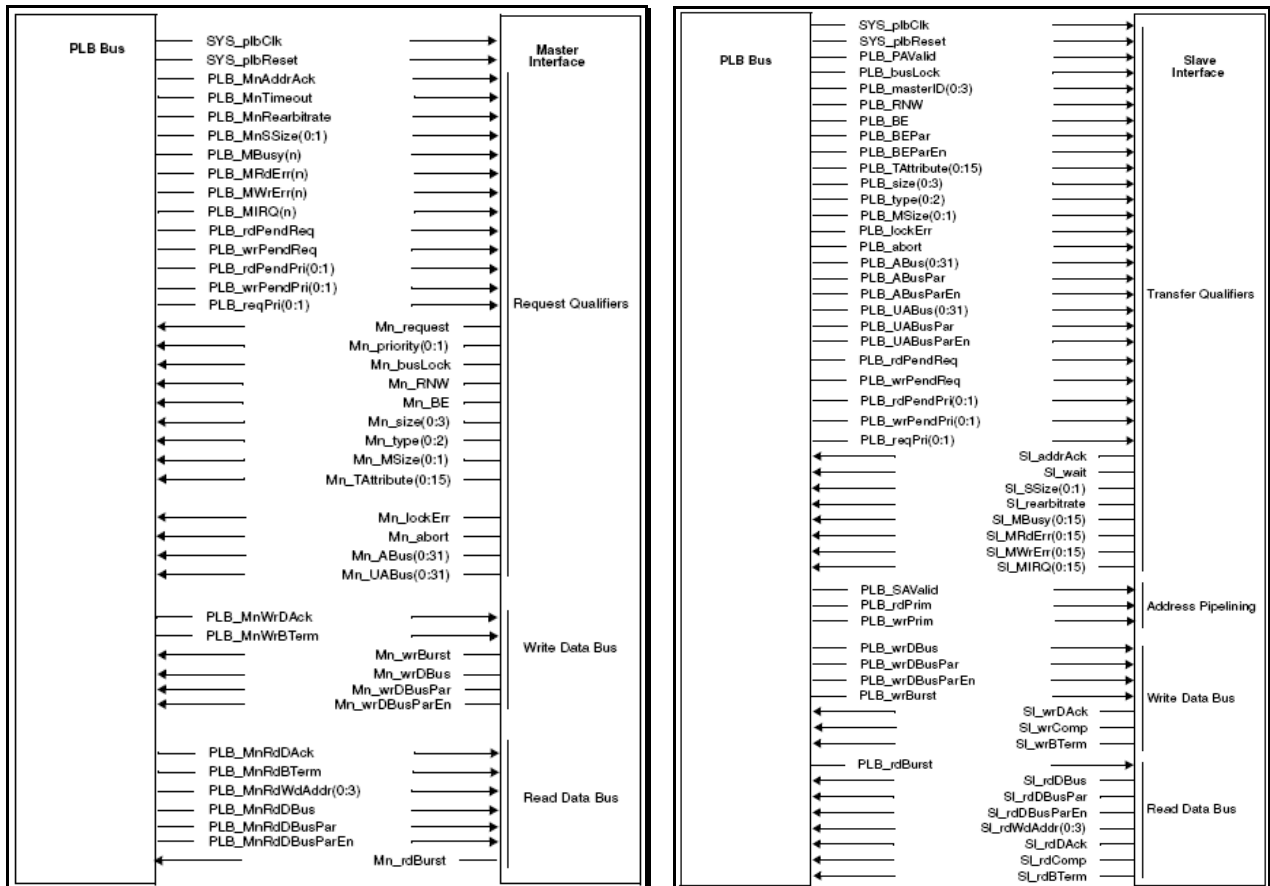 PLB Bus
Master
Interface
SYS_plbClk
SYS_plbReset
PLB_MnAddrAck
PLB_MnTimeout
PLB_MnRearbitrate
PLB_MnSSize(0:1)
PLB_MBusy(n)
PLB_MRdErr(n)
PLB_MWrErr(n)
PLB_MIRQ(n)
PLB_rdPendReq
PLB_wrPendReq
PLB_rdPendPri(0:1)
PLB_wrPendPri(0:1)
PLB_reqPri(0:1)
Request Qualifiers
Mn_request
Mn_priority(0:1)
Mn_busLock
Mn_RNW
Mn_BE
Mn_size(0:3)
Mn_type(0:2)
Mn_MSize(0:1)
Mn_TAttribute(0:15)
Mn_lockErr
Mn_abort
Mn_ABus(0:31)
Mn_UABus(0:31)
PLB_MnWrDAck
PLB_MnWrBTerm
Write Data Bus
Mn_wrBurst
Mn_wrDBus
Mn_wrDBusPar
Mn_wrDBusParEn
PLB_MnRdDAck
PLB_MnRdBTerm
PLB_MnRdWdAddr(0:3)
Read Data Bus
PLB_MnRdDBus
PLB_MnRdDBusPar
PLB_MnRdDBusParEn
Mn_rdBurst
PLB Bus
Slave
Interface
SYS_plbClk
SYS_plbReset
PLB_PAValid
PLB_busLock
PLB_masterID(0:3)
PLB_RNW
PLB_BE
PLB_BEPar
PLB_BEParEn
PLB_TAttribute(0:15)
PLB_size(0:3)
PLB_type(0:2)
PLB_MSize(0:1)
PLB_lockErr
PLB_abort
PLB_ABus(0:31)
PLB_ABusPar
PLB_ABusParEn
Transfer Qualifiers
PLB_UABus(0:31)
PLB_UABusPar
PLB_UABusParEn
PLB_rdPendReq
PLB_wrPendReq
PLB_rdPendPri(0:1)
PLB_wrPendPri(0:1)
PLB_reqPri(0:1)
Sl_addrAck
Sl_wait
Sl_SSize(0:1)
Sl_rearbitrate
Sl_MBusy(0:15)
Sl_MRdErr(0:15)
Sl_MWrErr(0:15)
Sl_MIRQ(0:15)
PLB_SAValid
PLB_rdPrim
Address Pipelining
PLB_wrPrim
PLB_wrDBus
PLB_wrDBusPar
PLB_wrDBusParEn
PLB_wrBurst
Write Data Bus
Sl_wrDAck
Sl_wrComp
Sl_wrBTerm
PLB_rdBurst
Sl_rdDBus
Sl_rdDBusPar
Sl_rdDBusParEn
Read Data Bus
Sl_rdWdAddr(0:3)
Sl_rdDAck
Sl_rdComp
Sl_rdBTerm